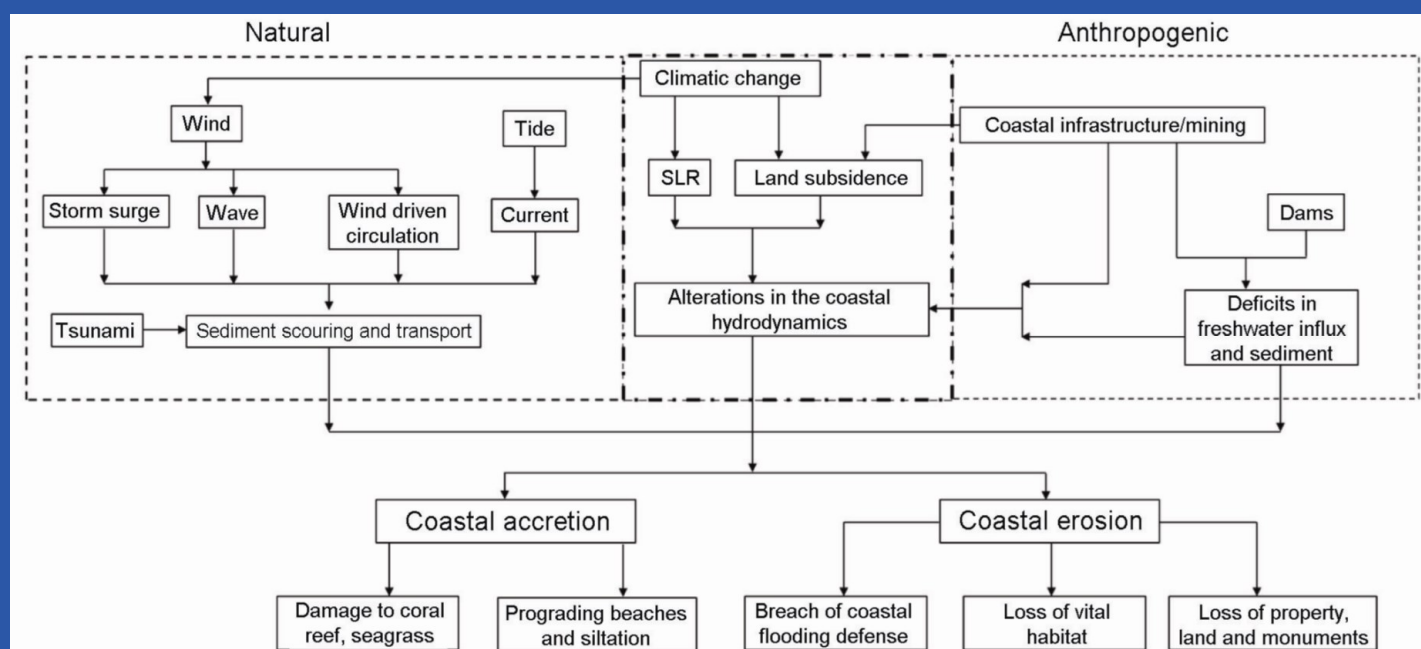 Natural
Anthropogenic
Climatic change
Wind
Tide
Coastal infrastructure/mining
SLR
Land subsidence
Storm surge
Wave
Wind driven
circulation
Current
Dams
Alterations in the coastal
hydrodynamics
Deficits in
freshwater influx
and sediment
Tsunami
Sediment scouring and transport
Coastal accretion
Coastal erosion
Damage to coral
reef, seagrass
Prograding beaches
and siltation
Breach of coastal
flooding defense
Loss of vital
habitat
Loss of property,
land and monuments